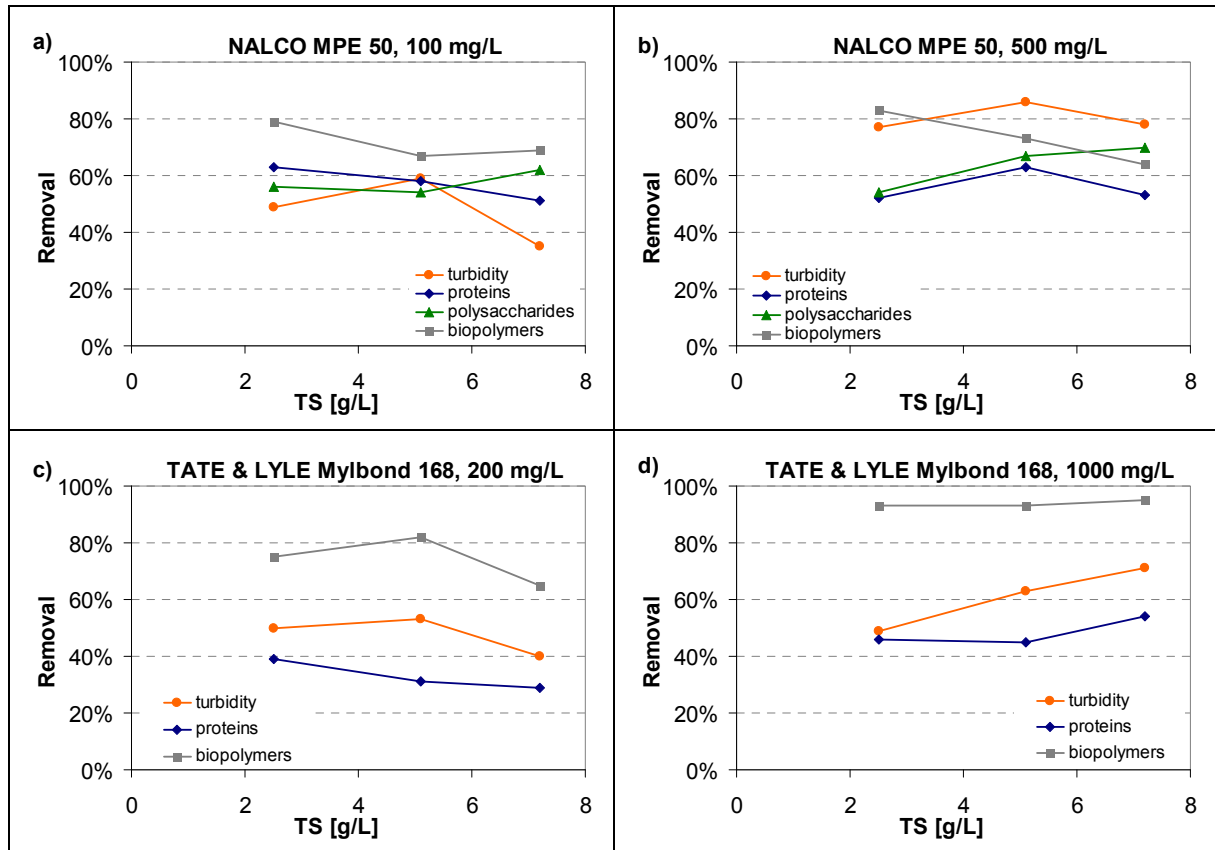 a)
NALCO MPE 50, 100 mg/L
100%
80%
60%
40%
20%
0%
Removal
turbidity
proteins
polysaccharides
biopolymers
0 2 4 6 8
TS [g/L]
b)
NALCO MPE 50, 500 mg/L
100%
80%
60%
40%
20%
0%
Removal
turbidity
proteins
polysaccharides
biopolymers
0 2 4 6 8
TS [g/L]
c)
TATE & LYLE Mylbond 168, 200 mg/L
100%
80%
60%
40%
20%
0%
Removal
turbidity
proteins
biopolymers
0 2 4 6 8
TS [g/L]
d)
TATE & LYLE Mylbond 168, 1000 mg/L
100%
80%
60%
40%
20%
0%
Removal
turbidity
proteins
biopolymers
0 2 4 6 8
TS [g/L]